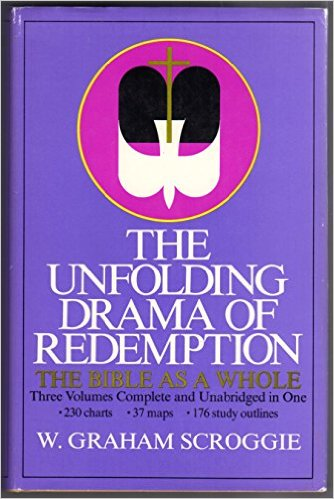 THE
UNFOLDING
DRAMA OF
REDEMPTION
THE BIBLE AS A WHOLE
Three Volumes Complete and Unabridged in One
• 230 charts • 37 maps • 176 study outlines
W. GRAHAM SCROGGIE